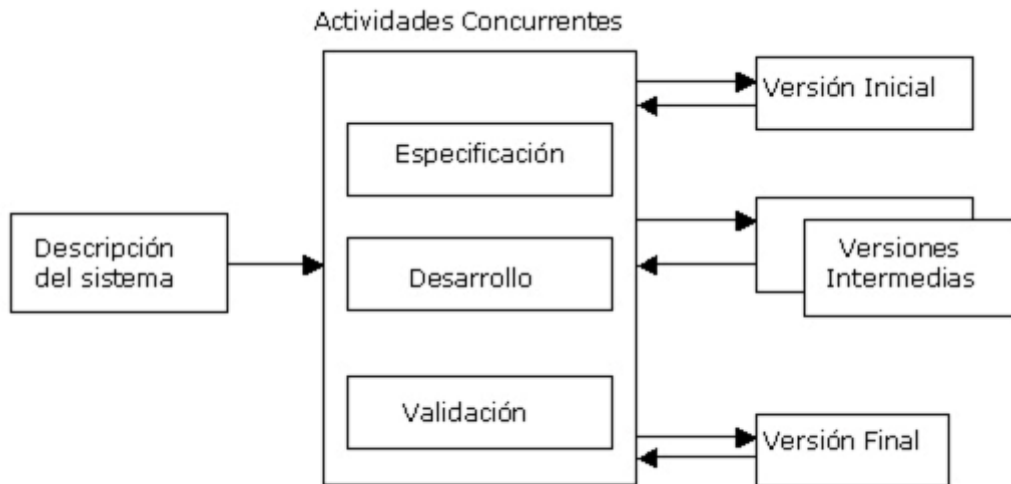 Actividades Concurrentes
Versión Inicial
Especificación
Descripción
del sistema
Desarrollo
Versiones
Intermedias
Validación
Versión Final